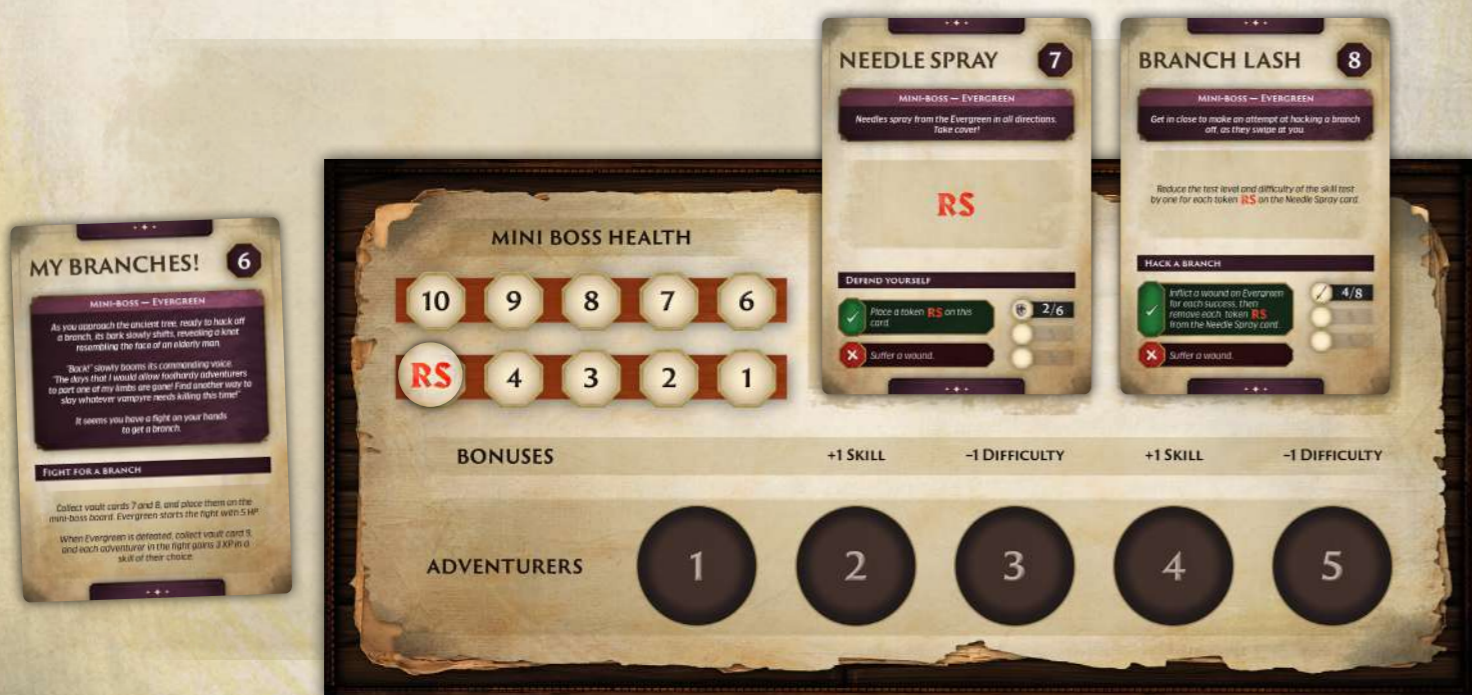 MY BRANCHES!
6
MINI-BOSS — EVERGREEN
As you approach the ancient tree, ready to hack off
a branch, its bark slowly shifts, revealing a knot
resembling the face of an elderly man.
"Back!" slowly booms its commanding voice.
"The days that I would allow foolhardy adventurers
to part one of my limbs are gone! Find another way to
slay whatever vampyre needs killing this time!"
It seems you have a fight on your hands
to get a branch.
FIGHT FOR A BRANCH
Collect vault cards 7 and 8, and place them on the
mini-boss board. Evergreen starts the fight with 5 HP
When Evergreen is defeated, collect vault card 9,
and each adventurer in the fight gains 3 XP in a
skill of their choice.
MINI BOSS HEALTH
10 9 8 7 6
RS 4 3 2 1
NEEDLE SPRAY
7
MINI-BOSS — EVERGREEN
Needles spray from the Evergreen in all directions.
Take cover!
RS
DEFEND YOURSELF
Place a token RS on this
card.
2/6
Suffer a wound.
BRANCH LASH
8
MINI-BOSS — EVERGREEN
Get in close to make an attempt at hacking a branch
off, as they swipe at you.
Reduce the test level and difficulty of the skill test
by one for each token RS on the Needle Spray card.
HACK A BRANCH
Inflict a wound on Evergreen
for each success, then
remove each token RS
from the Needle Spray card.
4/8
Suffer a wound.
BONUSES
+1 SKILL
-1 DIFFICULTY
+1 SKILL
-1 DIFFICULTY
ADVENTURERS
1 2 3 4 5